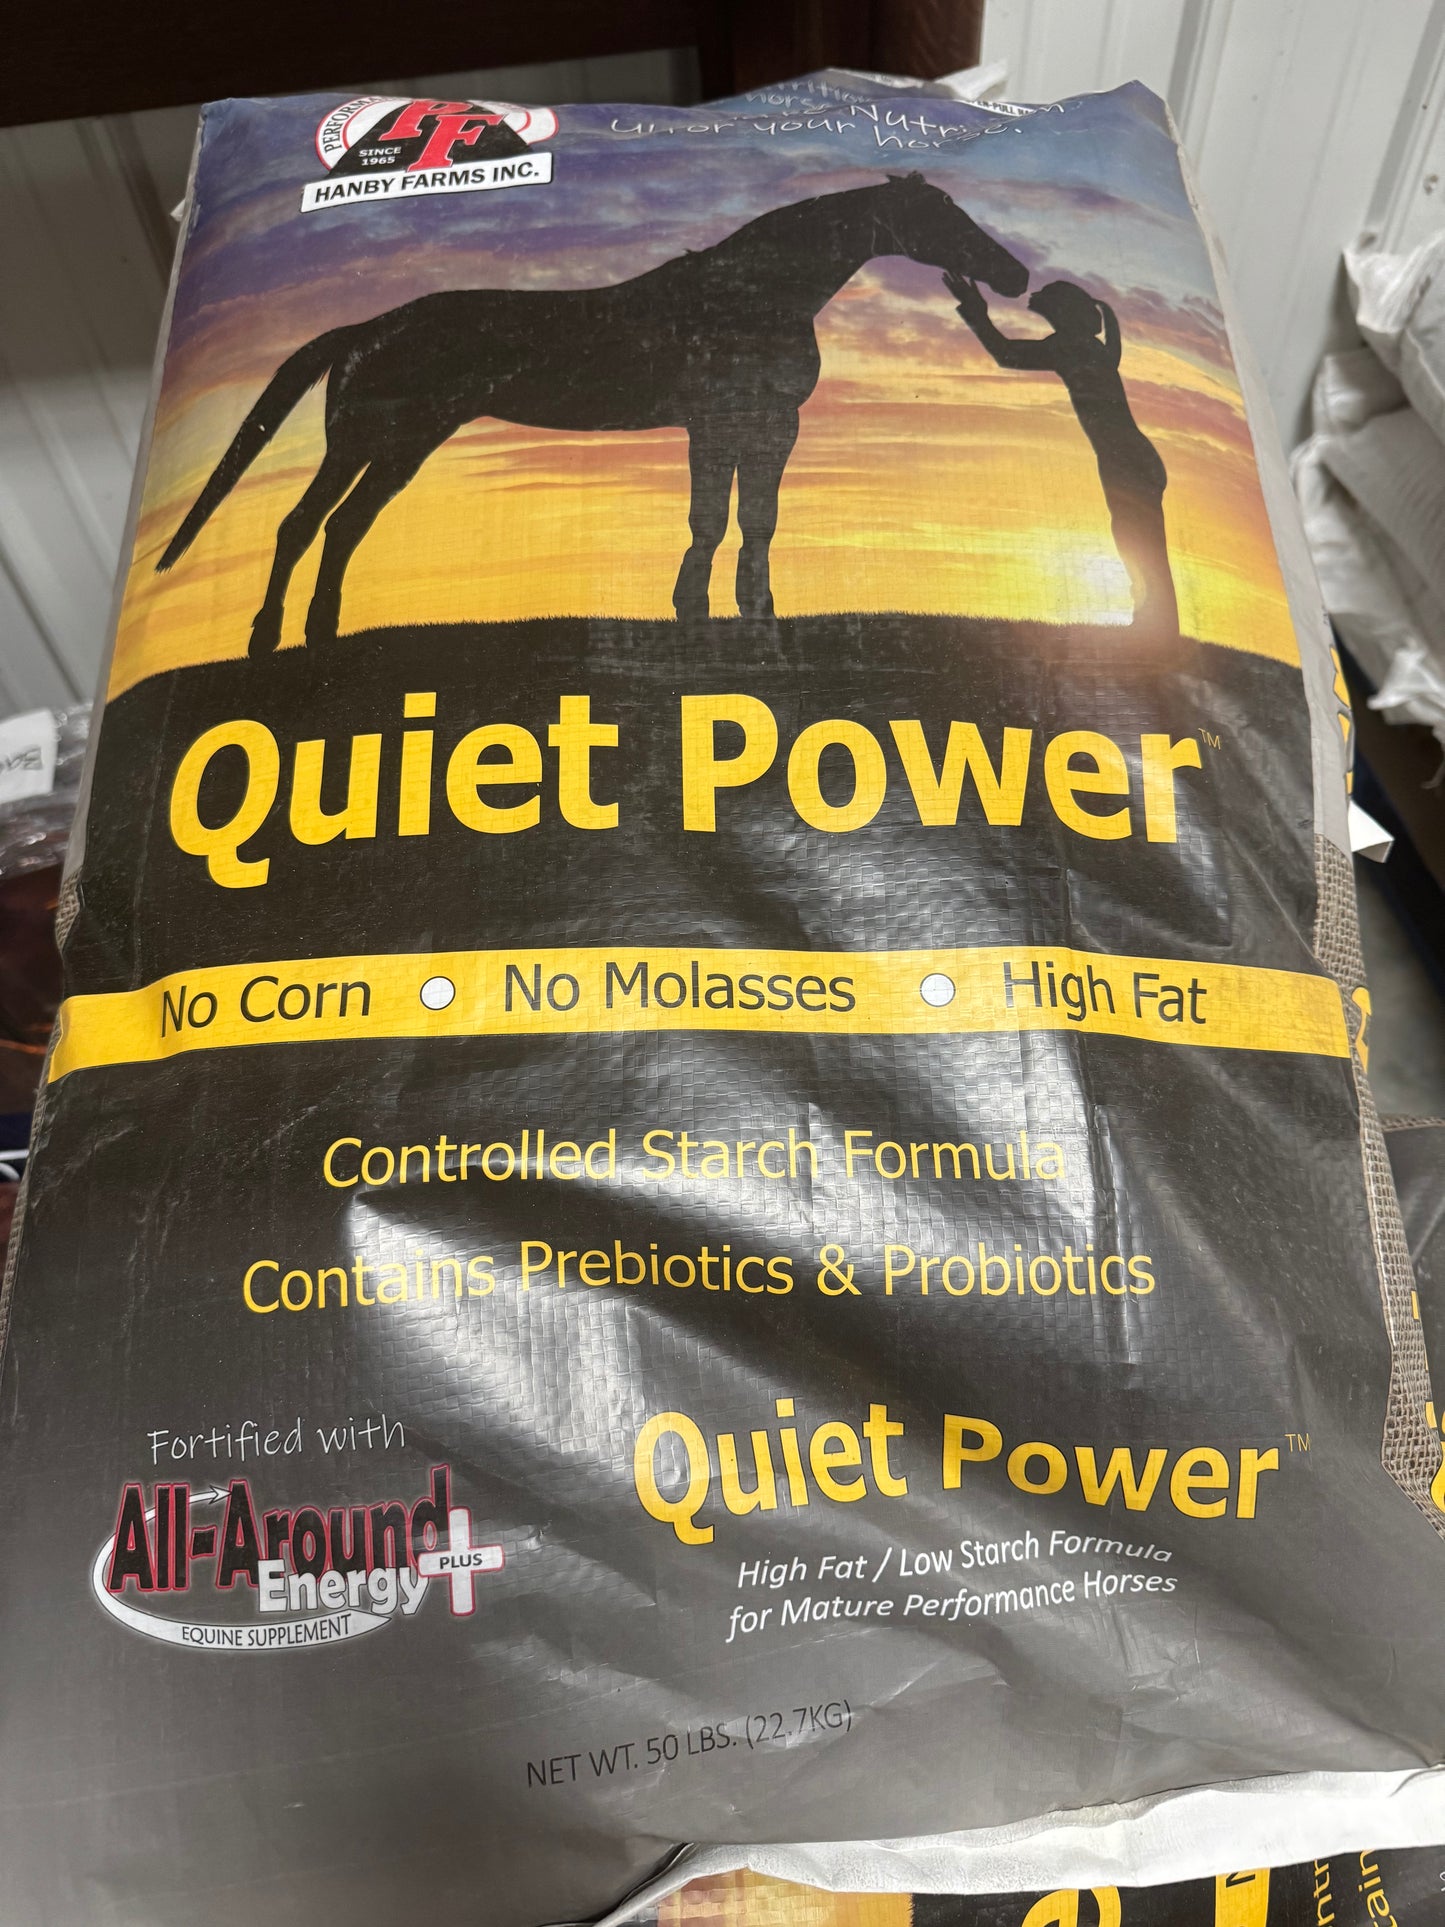 PF
SINCE
1965
HANBY FARMS INC.
your
Quiet Power™
No Corn No Molasses High Fat
Controlled Starch Formula
Contains Prebiotics & Probiotics
Fortified with
All-Around
Energy PLUS
EQUINE SUPPLEMENT
Quiet Power™
High Fat / Low Starch Formula
for Mature Performance Horses
NET WT. 50 LBS. (22.7KG)